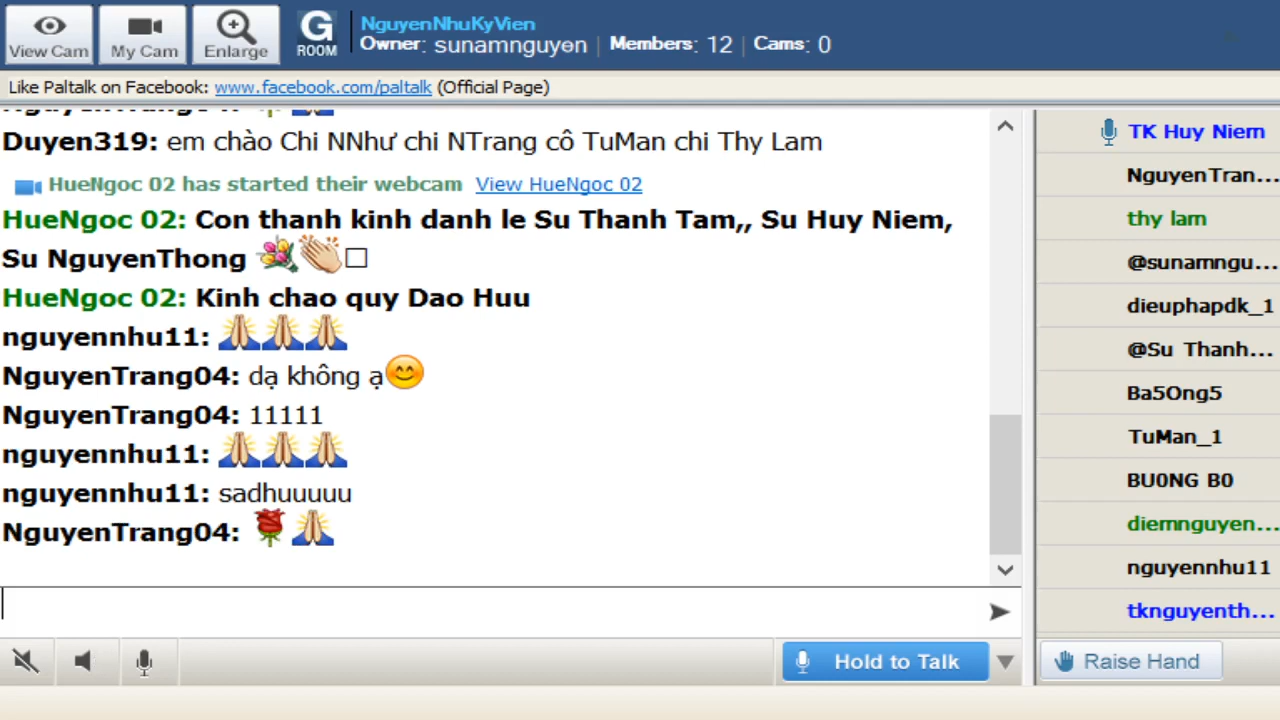 View Cam
My Cam
Enlarge
G
ROOM
NguyenNhuKyVien
Owner: sunamnguyen | Members: 12 | Cams: 0
Like Paltalk on Facebook: www.facebook.com/paltalk (Official Page)
Duyen319: em chào Chi NNhư chi NTrang cô TuMan chi Thy Lam
HueNgoc 02 has started their webcam View HueNgoc 02
HueNgoc 02: Con thanh kinh danh le Su Thanh Tam,, Su Huy Niem,
Su NguyenThong 💐👏□
HueNgoc 02: Kinh chao quy Dao Huu
nguyennhu11: 🙏🙏🙏
NguyenTrang04: dạ không ạ😊
NguyenTrang04: 11111
nguyennhu11: 🙏🙏🙏
nguyennhu11: sadhuuuuu
NguyenTrang04: 🌹🙏
TK Huy Niem
NguyenTran...
thy lam
@sunamngu...
dieuphapdk_1
@Su Thanh...
Ba5Ong5
TuMan_1
BU0NG B0
diemnguyen...
nguyennhu11
tknguyenth...
Hold to Talk
Raise Hand